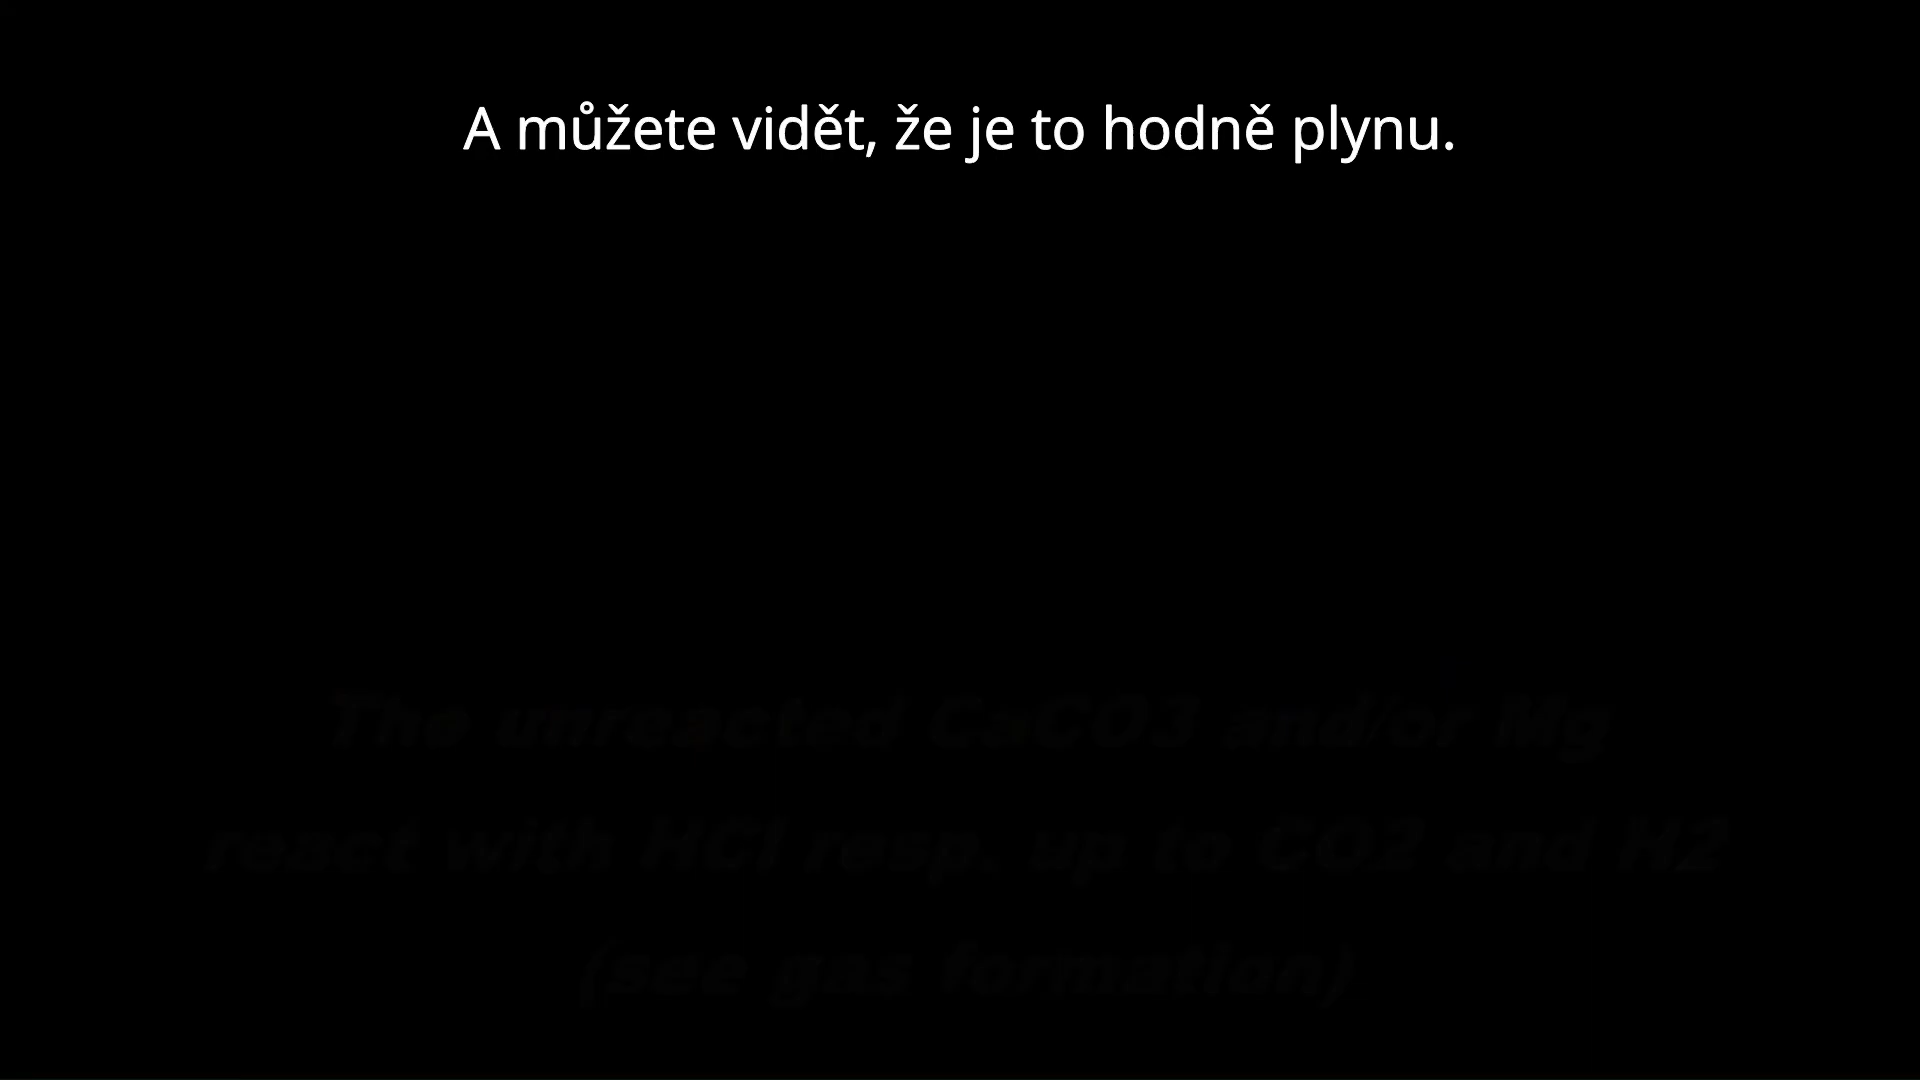 A můžete vidět, že je to hodně plynu.
The unreacted CaCO3 and/or Mg
react with HCl resp. up to CO2 and H2
(see gas formation)